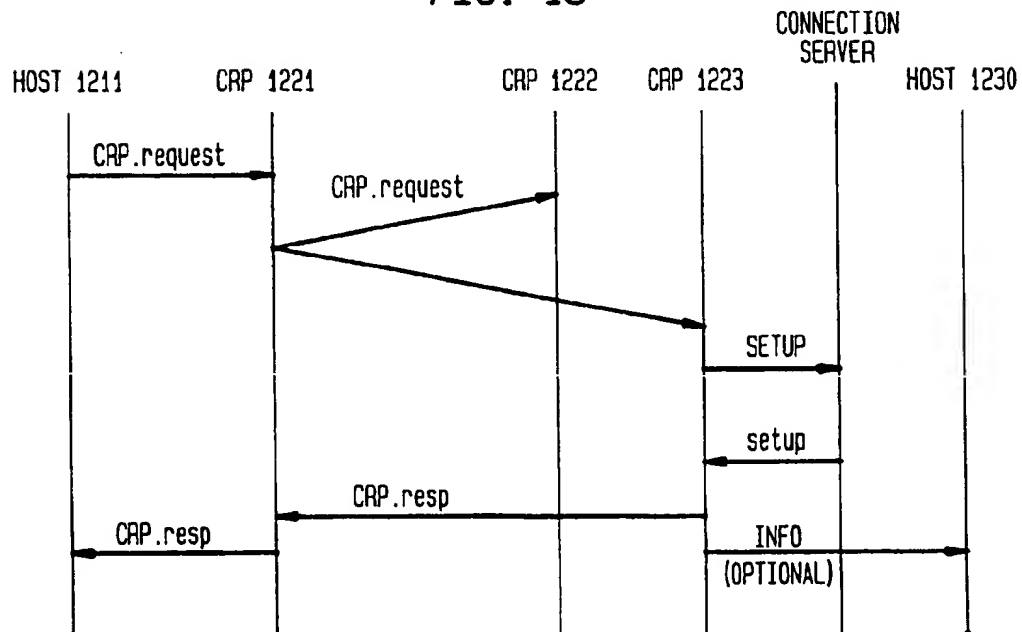 CONNECTION
SERVER
HOST 1211
CRP 1221
CRP 1222
CRP 1223
HOST 1230
CRP.request
CRP.request
SETUP
setup
CRP.resp
CRP.resp
INFO
(OPTIONAL)